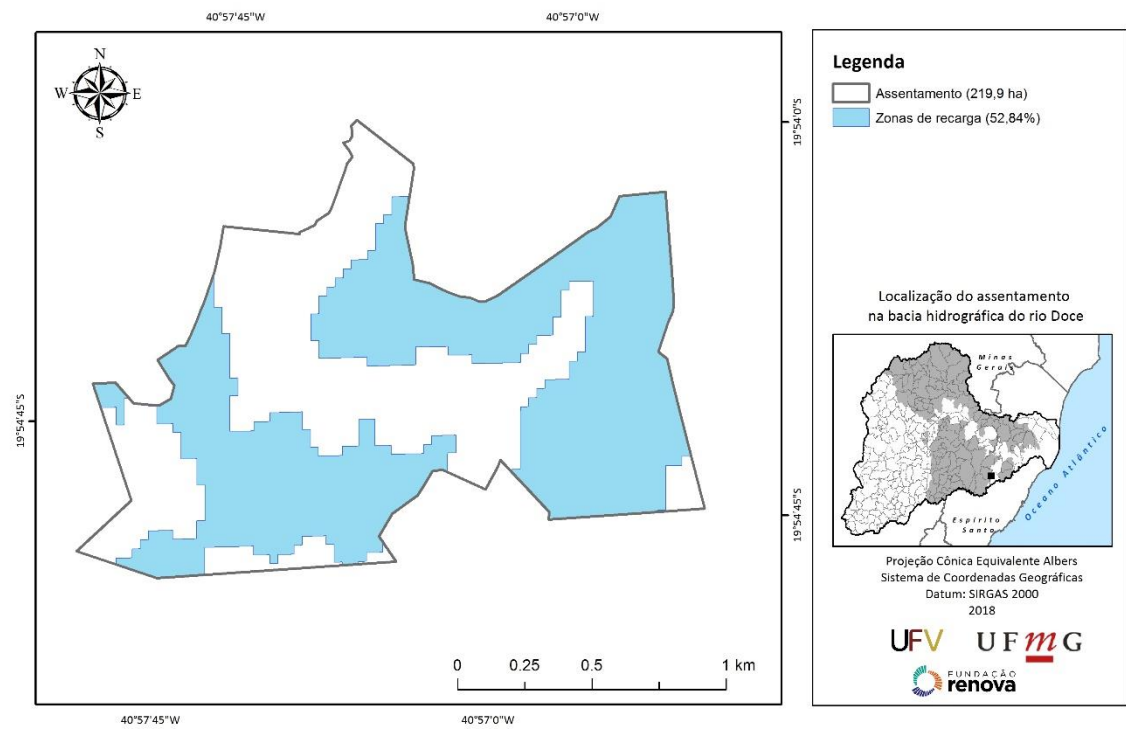 40°57'45"W
40°57'0"W
N
W
E
S
19°54'0"S
19°54'45"S
19°54'45"S
0
0.25
0.5
1 km
40°57'45"W
40°57'0"W
Legenda
Assentamento (219,9 ha)
Zonas de recarga (52,84%)
Localização do assentamento
na bacia hidrográfica do rio Doce
Minas
Gerais
Oceano Atlântico
Espírito
Santo
Projeção Cônica Equivalente Albers
Sistema de Coordenadas Geográficas
Datum: SIRGAS 2000
2018
UFV
UFmG
FUNDAÇÃO
renova